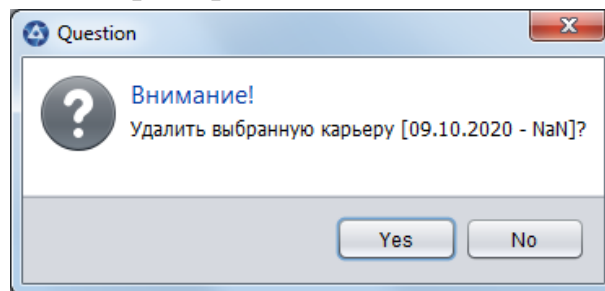 Question
Внимание!
Удалить выбранную карьеру [09.10.2020 - NaN]?
Yes
No